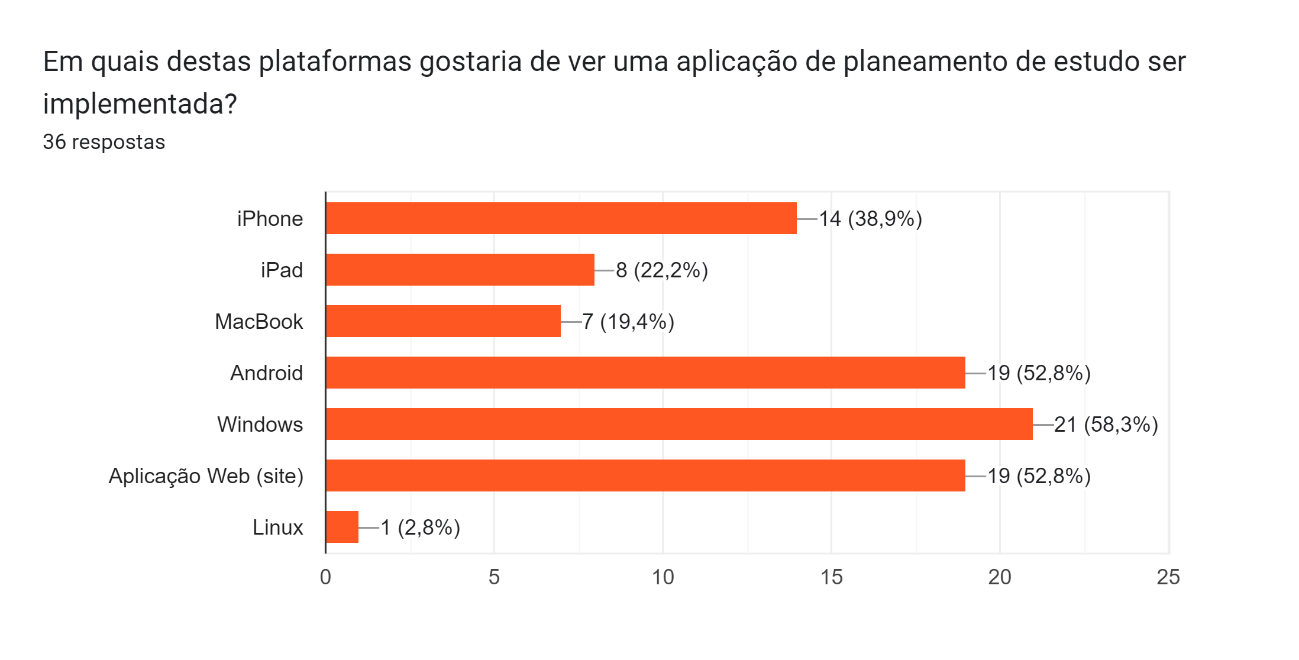 Em quais destas plataformas gostaria de ver uma aplicação de planeamento de estudo ser
implementada?
36 respostas
iPhone 14 (38,9%)
iPad 8 (22,2%)
MacBook 7 (19,4%)
Android 19 (52,8%)
Windows 21 (58,3%)
Aplicação Web (site) 19 (52,8%)
Linux 1 (2,8%)
0 5 10 15 20 25